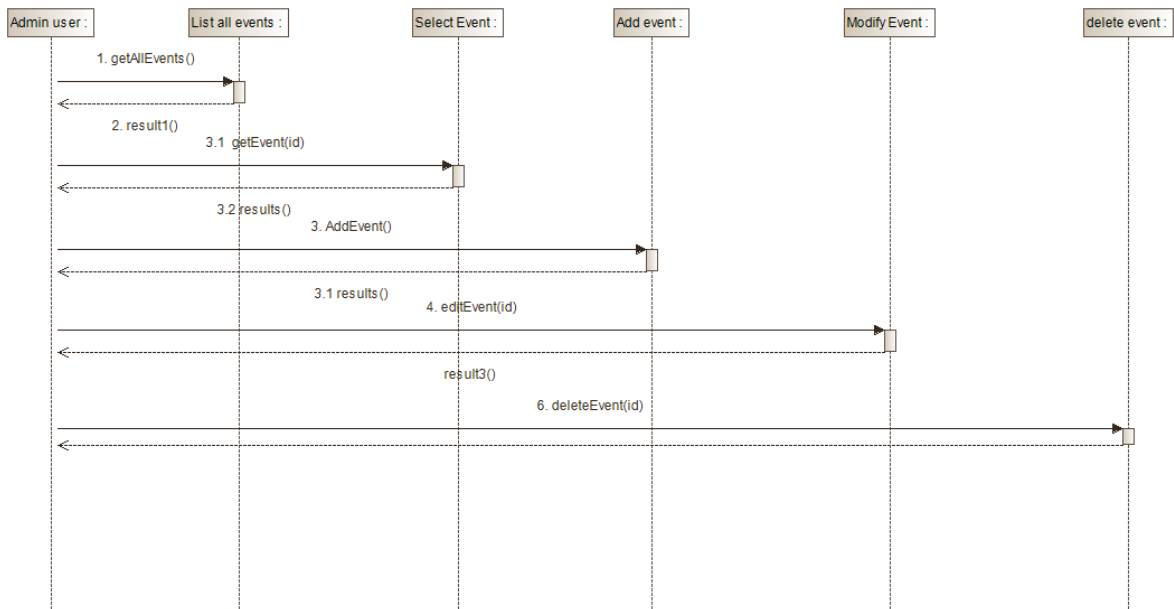 Admin user :
List all events :
Select Event :
Add event :
Modify Event :
delete event :
1. getAllEvents()
2. result1()
3.1 getEvent(id)
3.2 results()
3. AddEvent()
3.1 results()
4. editEvent(id)
result3()
6. deleteEvent(id)